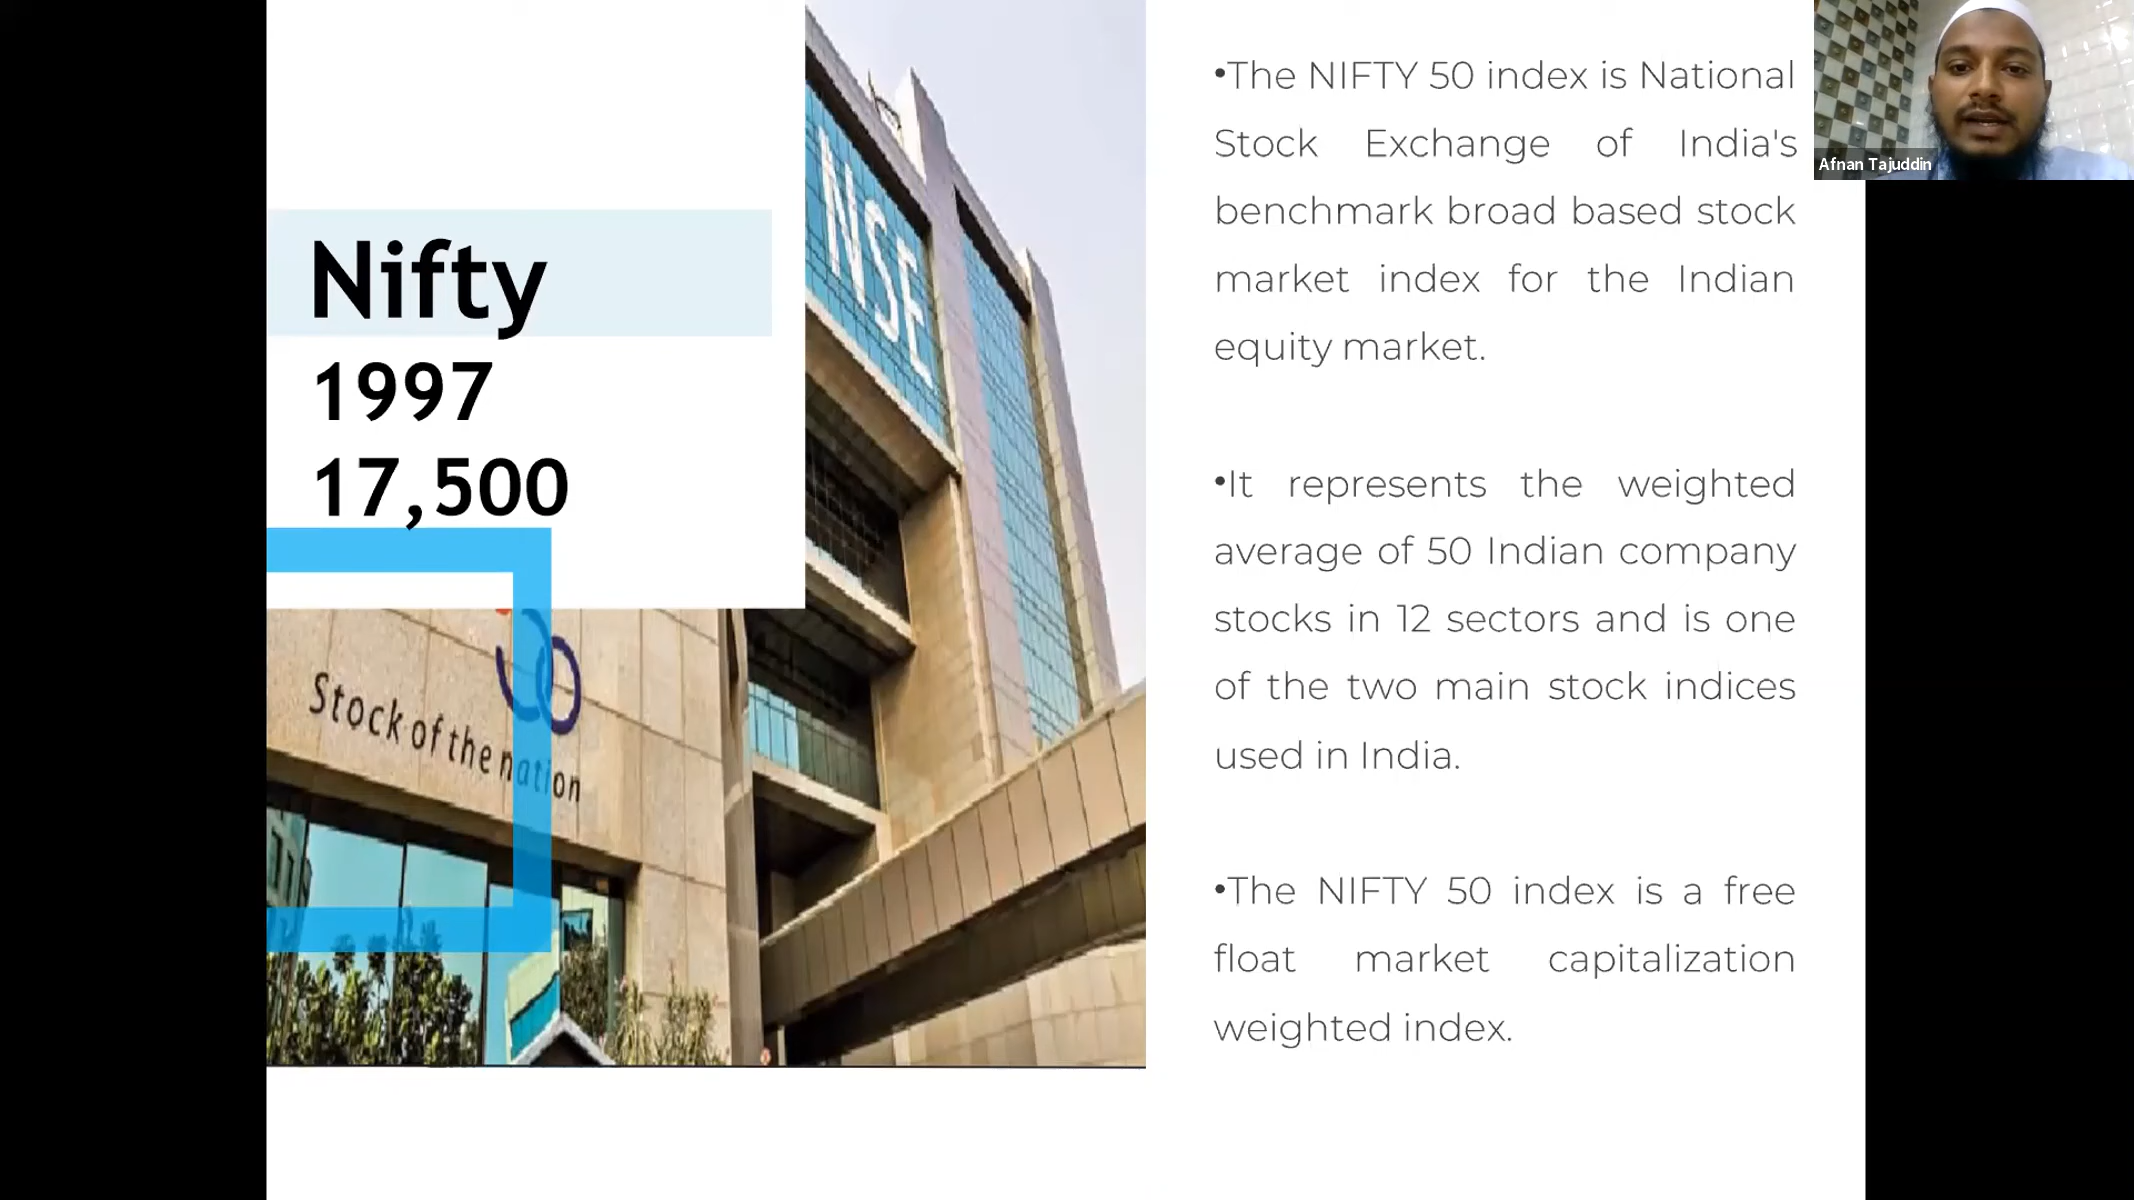 Nifty
1997
17,500
NSE
Stock of the nation
•The NIFTY 50 index is National
Stock Exchange of India's
benchmark broad based stock
market index for the Indian
equity market.
•It represents the weighted
average of 50 Indian company
stocks in 12 sectors and is one
of the two main stock indices
used in India.
•The NIFTY 50 index is a free
float market capitalization
weighted index.
Afnan Tajuddin